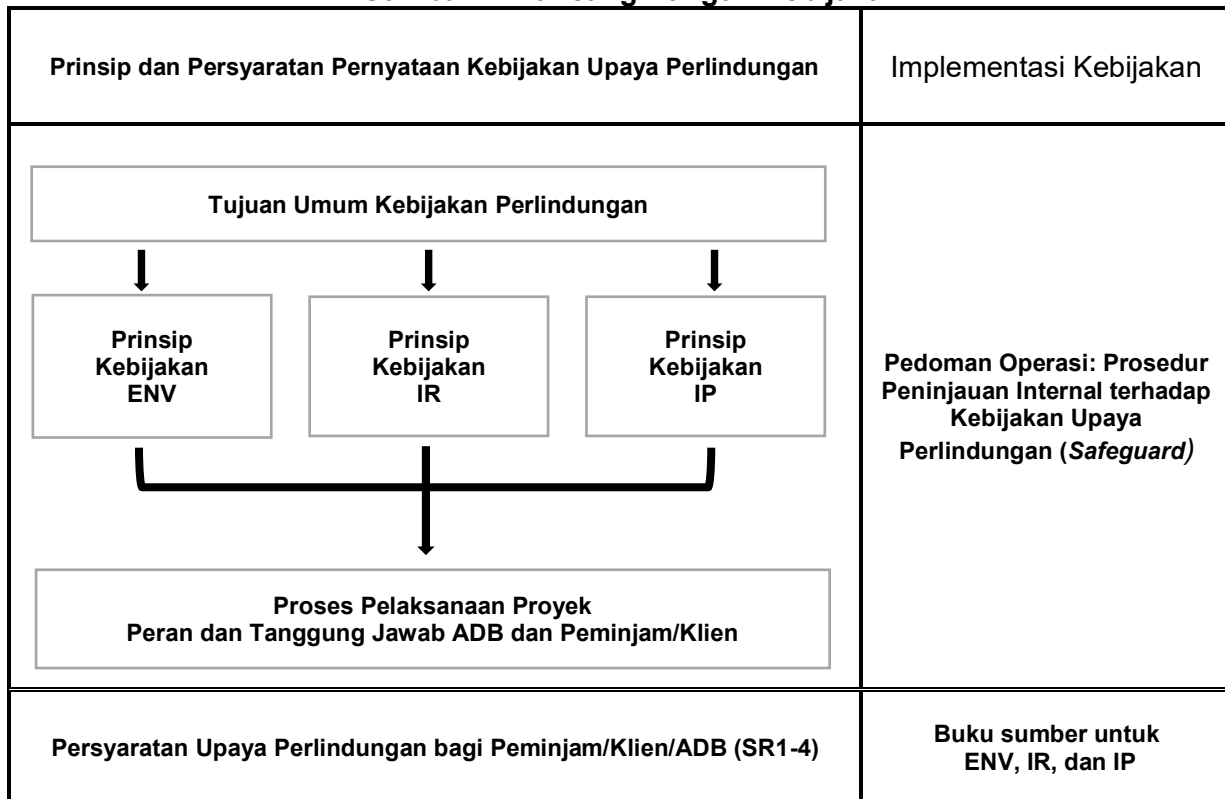 Prinsip dan Persyaratan Pernyataan Kebijakan Upaya Perlindungan
Implementasi Kebijakan
Tujuan Umum Kebijakan Perlindungan
Prinsip
Kebijakan
ENV
Prinsip
Kebijakan
IR
Prinsip
Kebijakan
IP
Proses Pelaksanaan Proyek
Peran dan Tanggung Jawab ADB dan Peminjam/Klien
Pedoman Operasi: Prosedur
Peninjauan Internal terhadap
Kebijakan Upaya
Perlindungan (Safeguard)
Persyaratan Upaya Perlindungan bagi Peminjam/Klien/ADB (SR1-4)
Buku sumber untuk
ENV, IR, dan IP